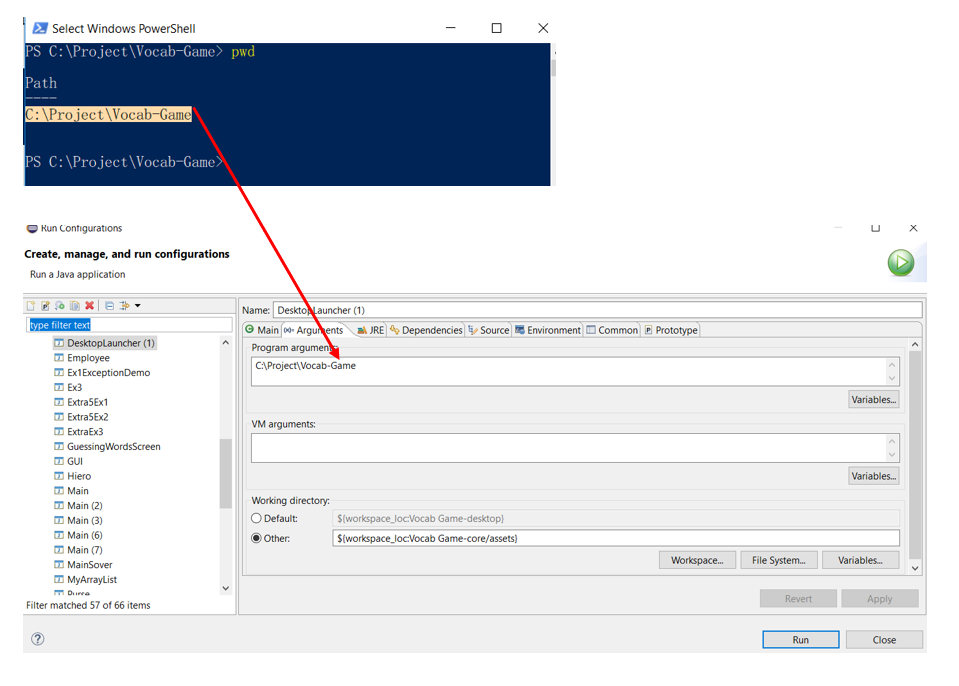 Select Windows PowerShell
PS C:\Project\Vocab-Game> pwd
Path
----
C:\Project\Vocab-Game
PS C:\Project\Vocab-Game>
Run Configurations
Create, manage, and run configurations
Run a Java application
Name: DesktopLauncher (1)
type filter text
Main (x)= Arguments JRE Dependencies Source Environment Common Prototype
DesktopLauncher (1)
Employee
Ex1ExceptionDemo
Ex3
Extra5Ex1
Extra5Ex2
ExtraEx3
GuessingWordsScreen
GUI
Hiero
Main
Main (2)
Main (3)
Main (6)
Main (7)
MainSover
MyArrayList
Purse
Filter matched 57 of 66 items
Program arguments:
C:\Project\Vocab-Game
Variables...
VM arguments:
Variables...
Working directory:
Default: ${workspace_loc:Vocab Game-desktop}
Other: ${workspace_loc:Vocab Game-core/assets}
Workspace... File System... Variables...
Revert Apply
? Run Close